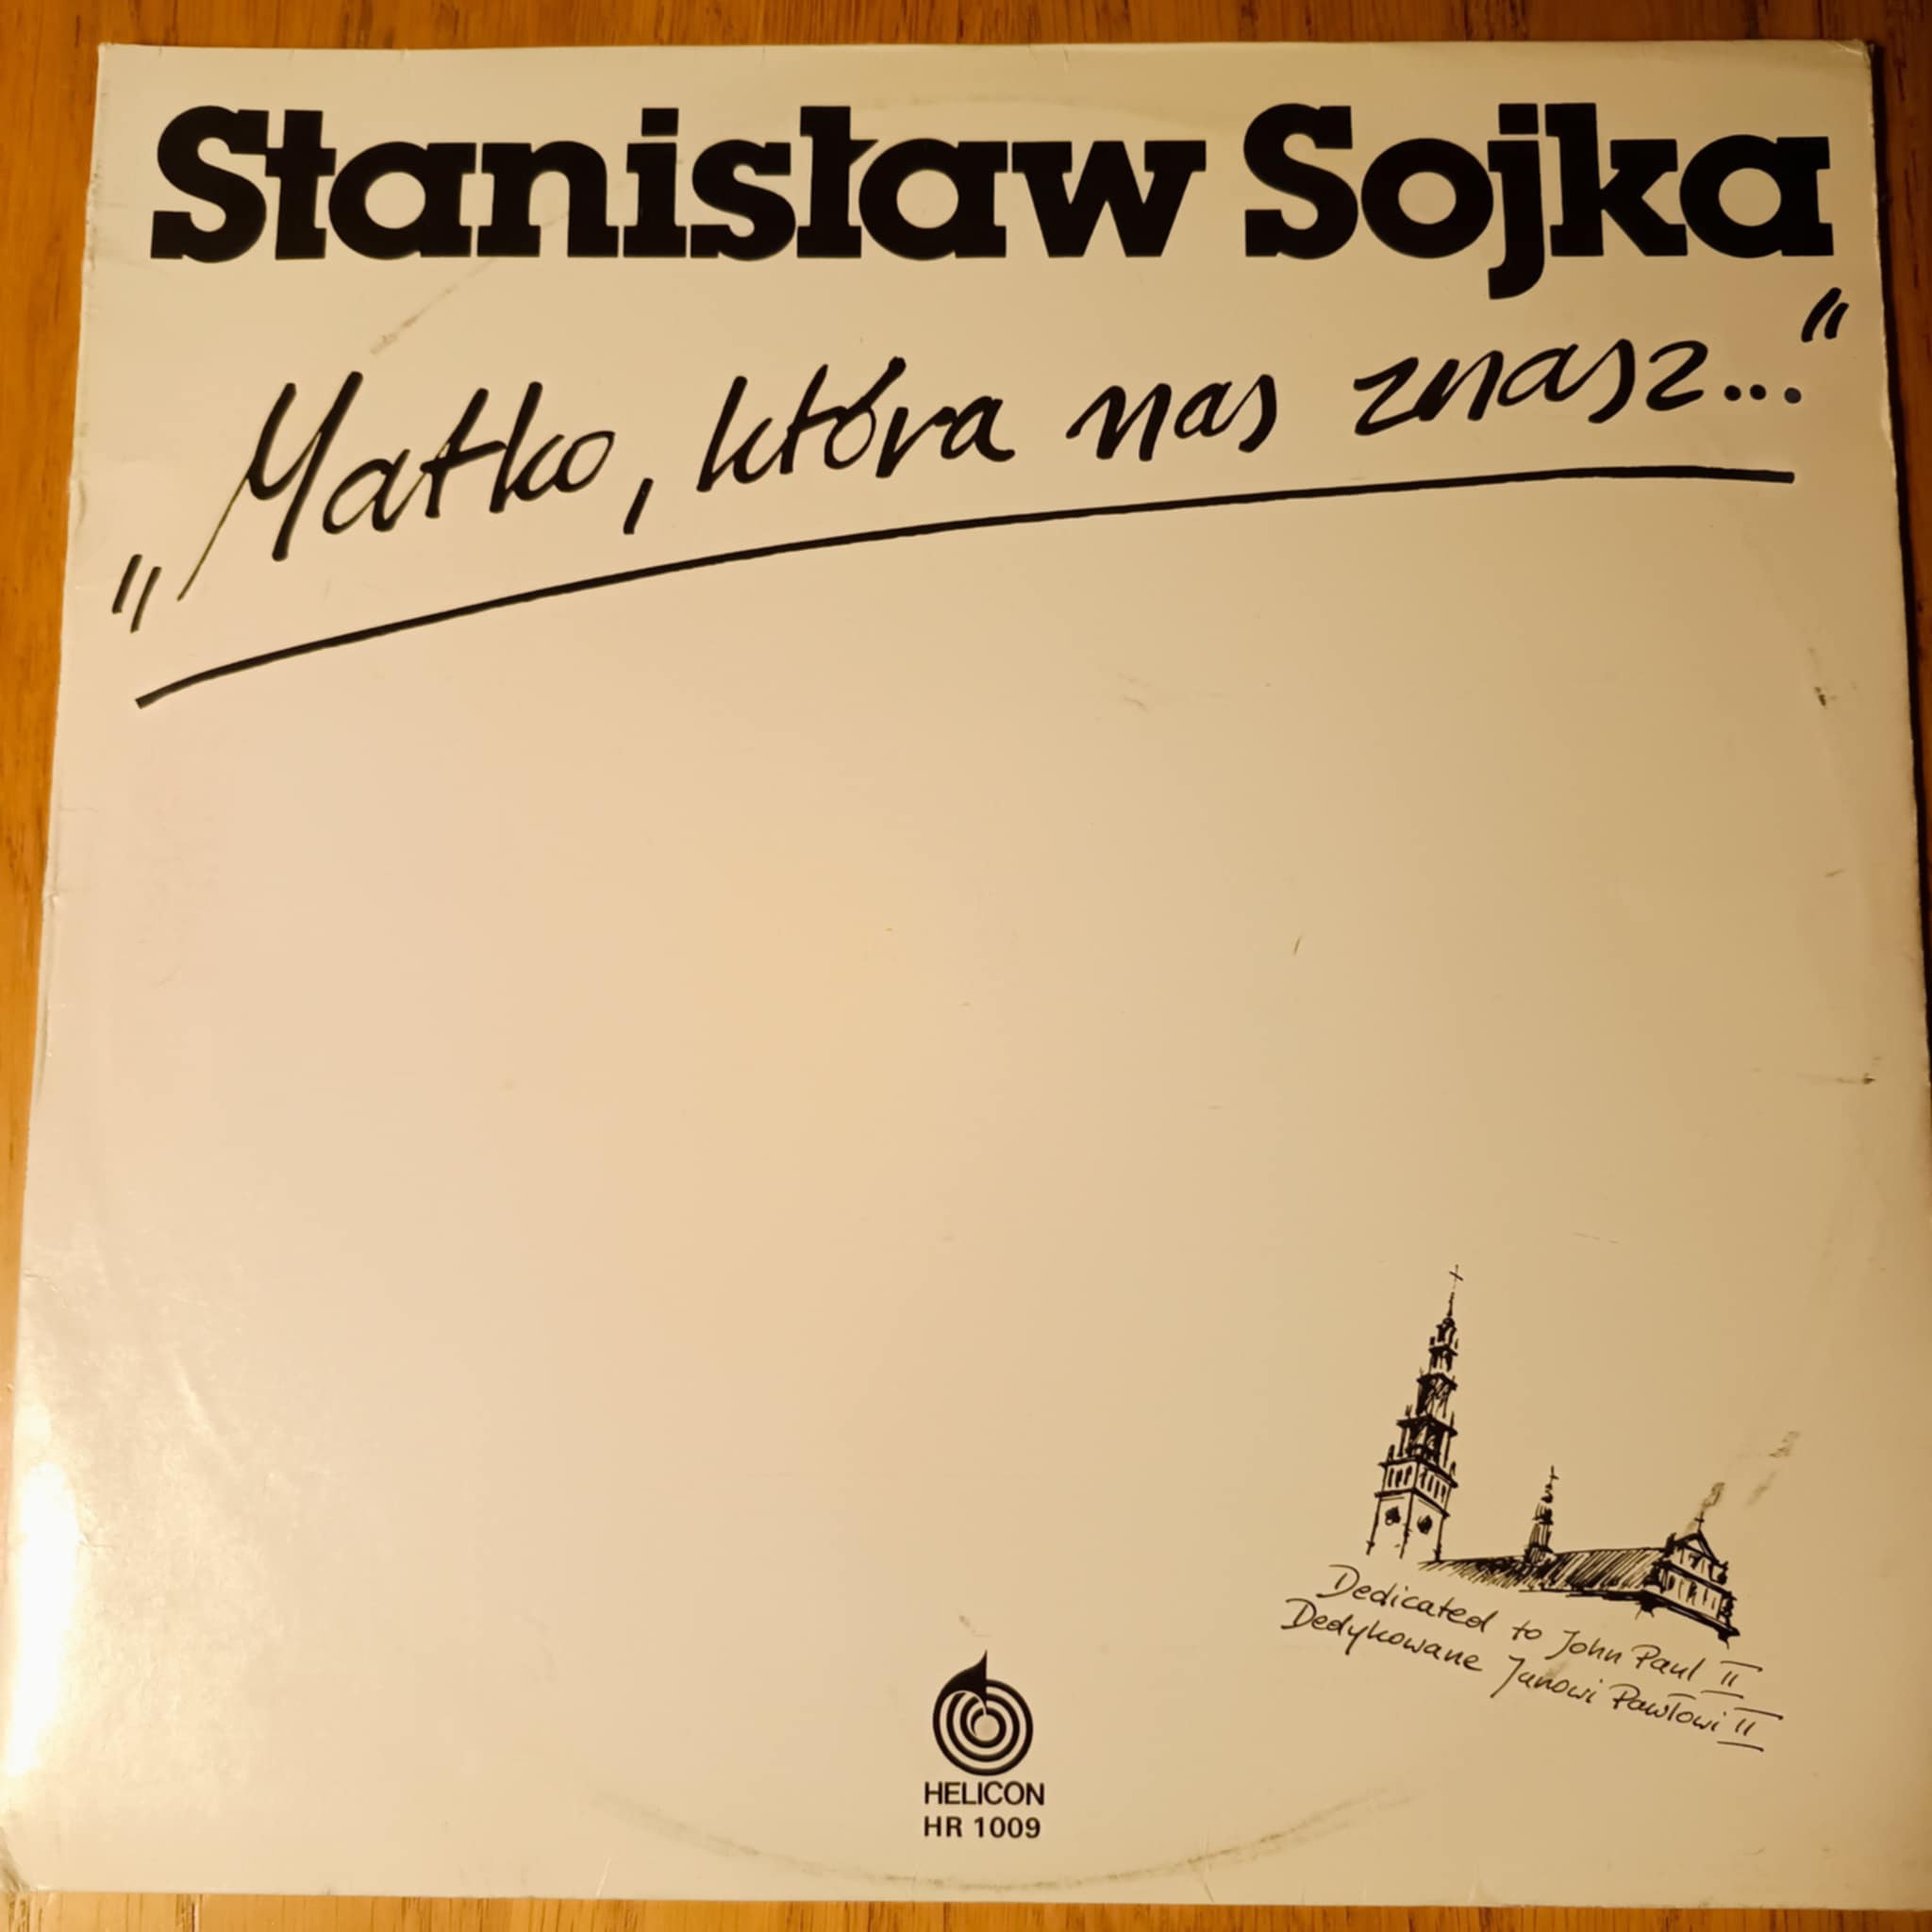 Stanisław Sojka
„Matko, która nas znasz..."
Dedicated to John Paul II
Dedykowane Janowi Pawłowi II
HELICON
HR 1009